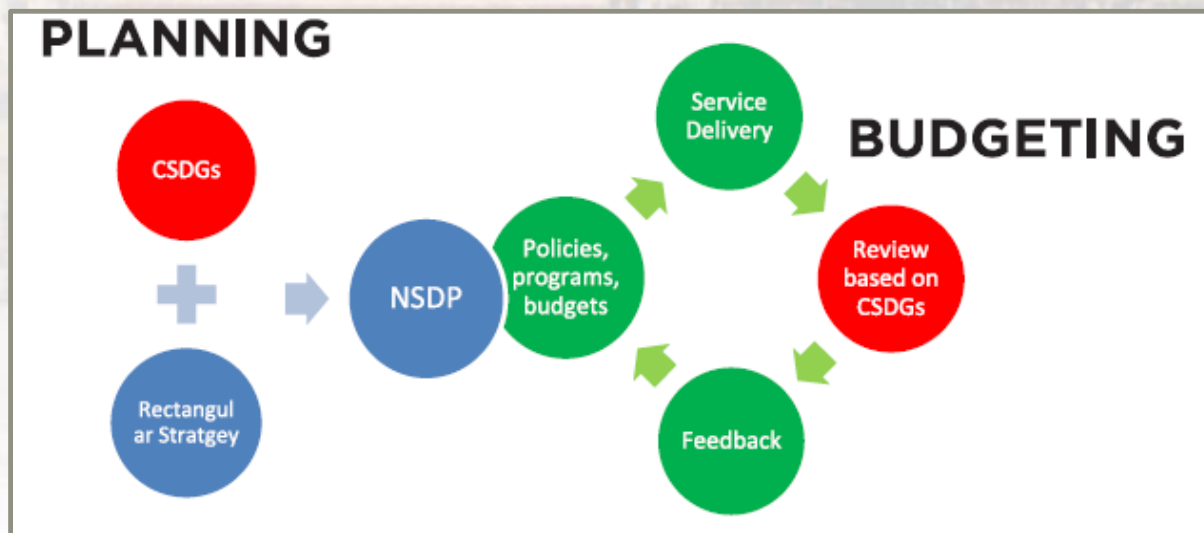 PLANNING
CSDGs
Rectangul
ar Stratgey
NSDP
Policies,
programs,
budgets
Service
Delivery
BUDGETING
Review
based on
CSDGs
Feedback